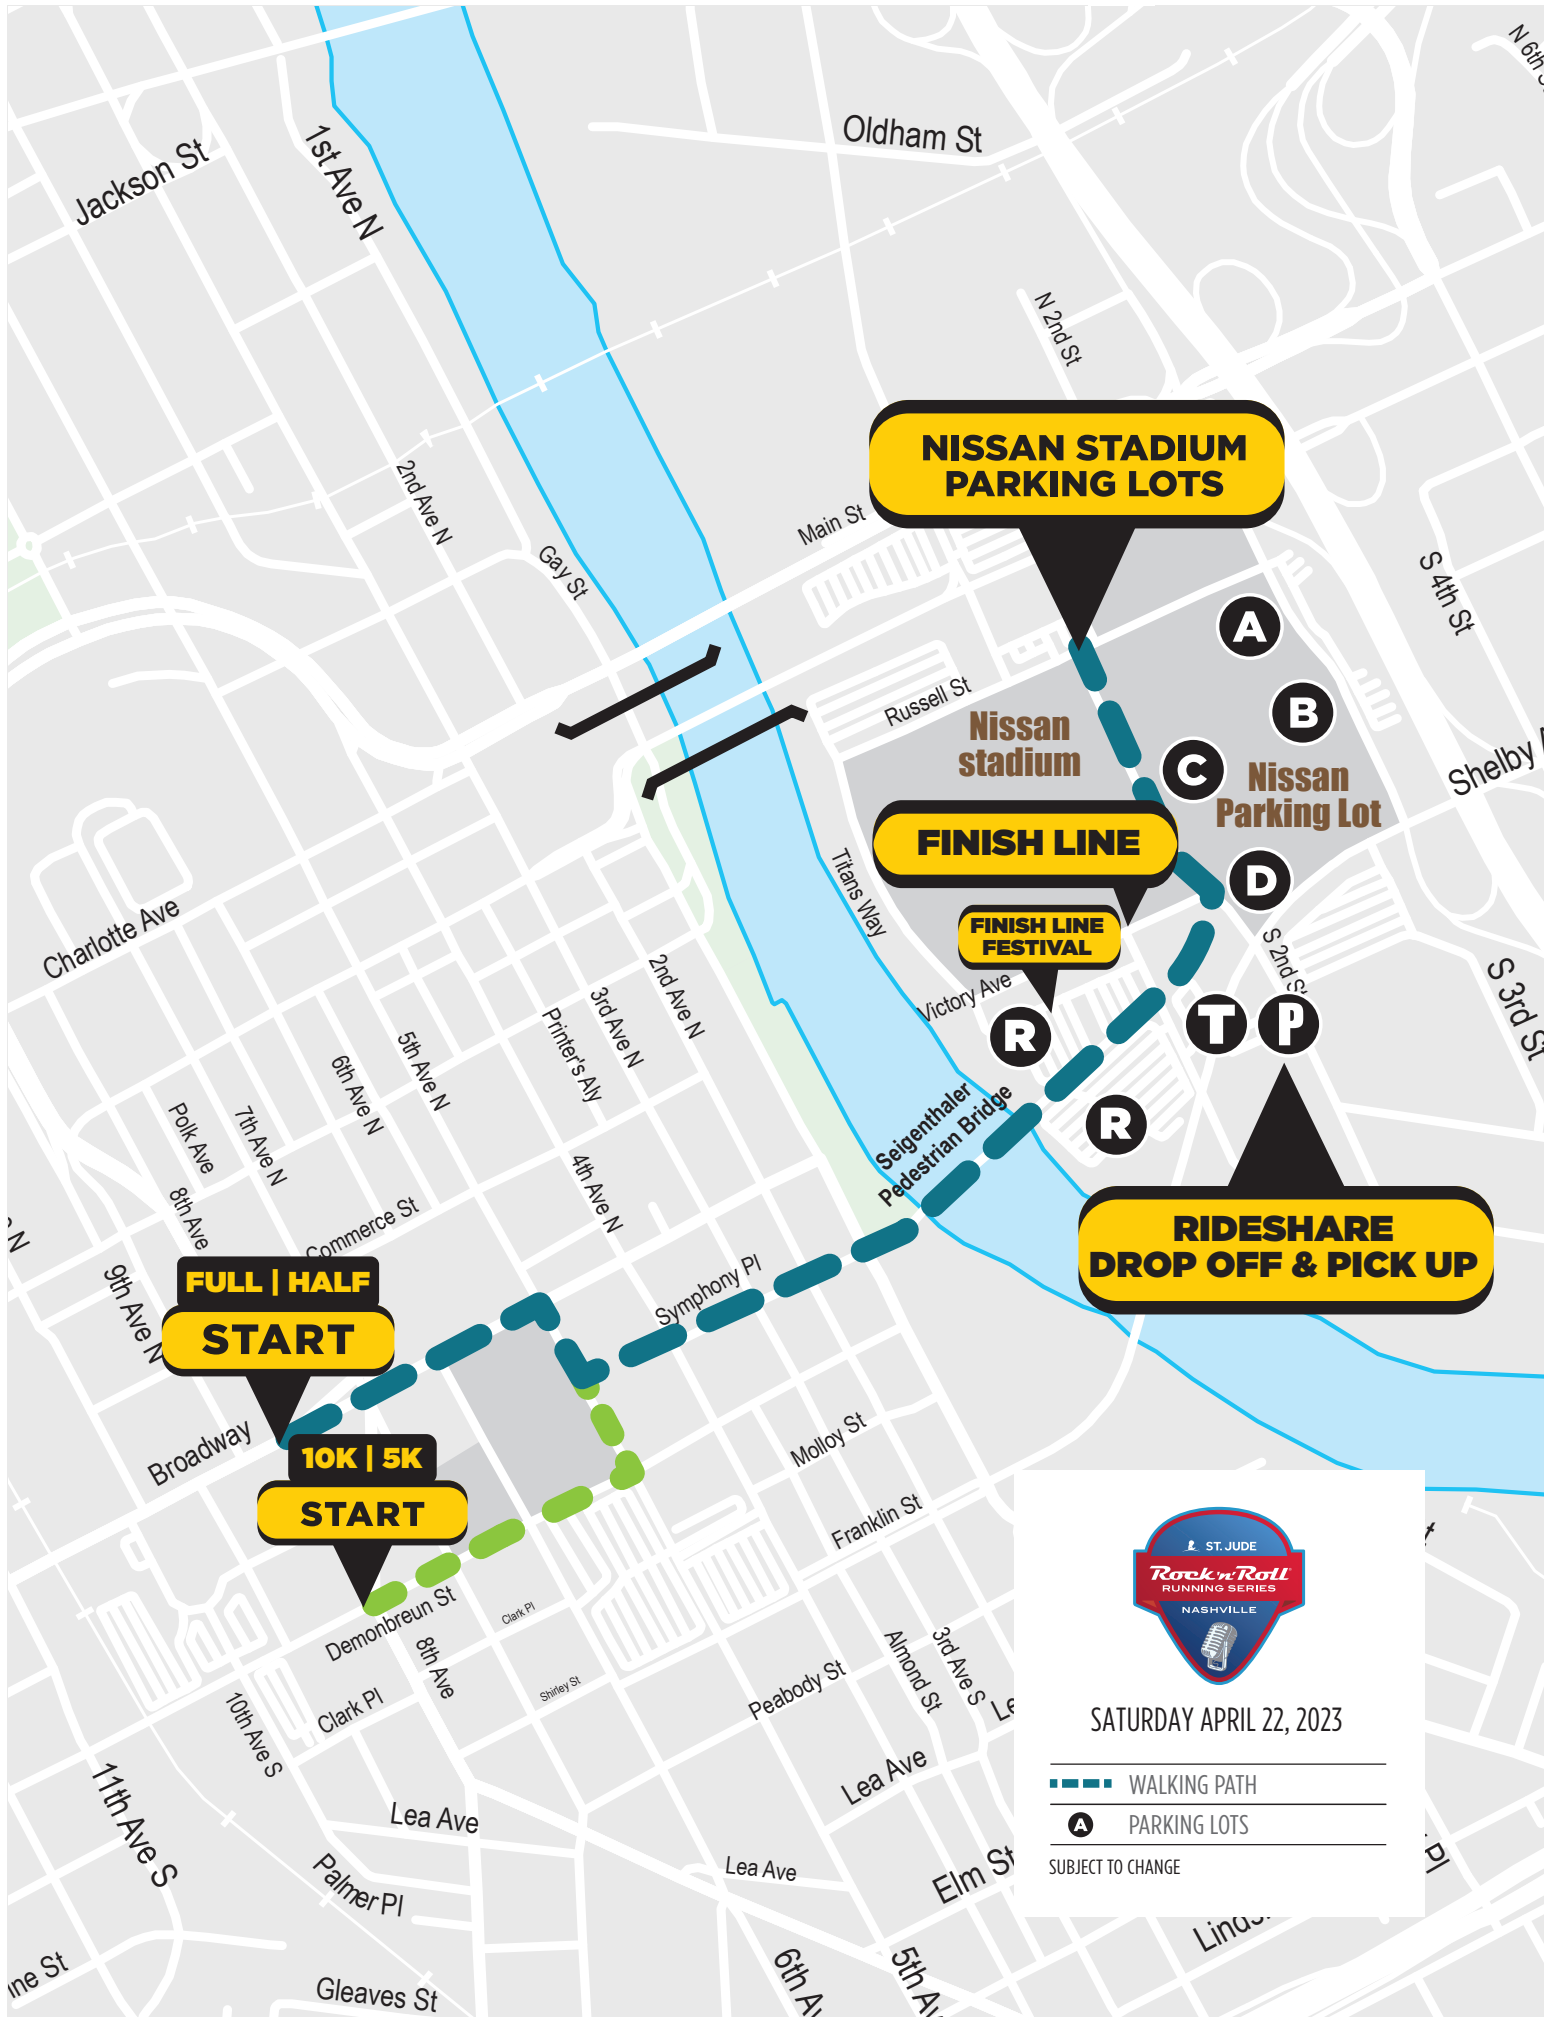 N 6th S
Oldham St
1st Ave N
Jackson St
N 2nd St
NISSAN STADIUM
PARKING LOTS
2nd Ave N
Main St
Gay St
S 4th St
A
Russell St
B
Nissan
stadium
C
Shelby A
Nissan
Parking Lot
FINISH LINE
Titans Way
D
Charlotte Ave
FINISH LINE
FESTIVAL
S 2nd St
2nd Ave N
3rd Ave N
Printer's Aly
Victory Ave
S 3rd St
R
T
P
5th Ave N
6th Ave N
7th Ave N
Polk Ave
Seigenthaler
Pedestrian Bridge
R
4th Ave N
8th Ave
Commerce St
N
9th Ave N
RIDESHARE
DROP OFF & PICK UP
FULL | HALF
START
Symphony Pl
Broadway
10K | 5K
START
Molloy St
Franklin St
t
ST. JUDE
Rock'n'Roll
RUNNING SERIES
NASHVILLE
SATURDAY APRIL 22, 2023
WALKING PATH
A
PARKING LOTS
SUBJECT TO CHANGE
Demonbreun St
Clark Pl
8th Ave
Shirley St
Almond St
3rd Ave S
Le
Peabody St
10th Ave S
Clark Pl
Lea Ave
11th Ave S
Lea Ave
Lea Ave
Elm St
Pl
Palmer Pl
Linds
ine St
Gleaves St
6th Av
5th Av